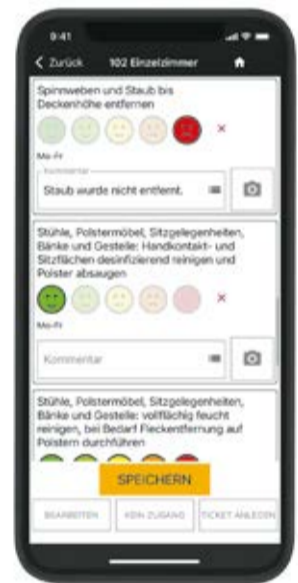 9:41
Zurück 102 Einzelzimmer
Spinnweben und Staub bis
Deckenhöhe entfernen
Mo-Fr
Kommentar
Staub wurde nicht entfernt.
Stühle, Polstermöbel, Sitzgelegenheiten,
Bänke und Gestelle: Handkontakt- und
Sitzflächen desinfizierend reinigen und
Polster absaugen
Mo-Fr
Kommentar
Stühle, Polstermöbel, Sitzgelegenheiten,
Bänke und Gestelle: vollflächig feucht
reinigen, bei Bedarf Fleckentfernung auf
Polstern durchführen
SPEICHERN
BEARBEITEN KEIN ZUGANG TICKET ANLEGEN